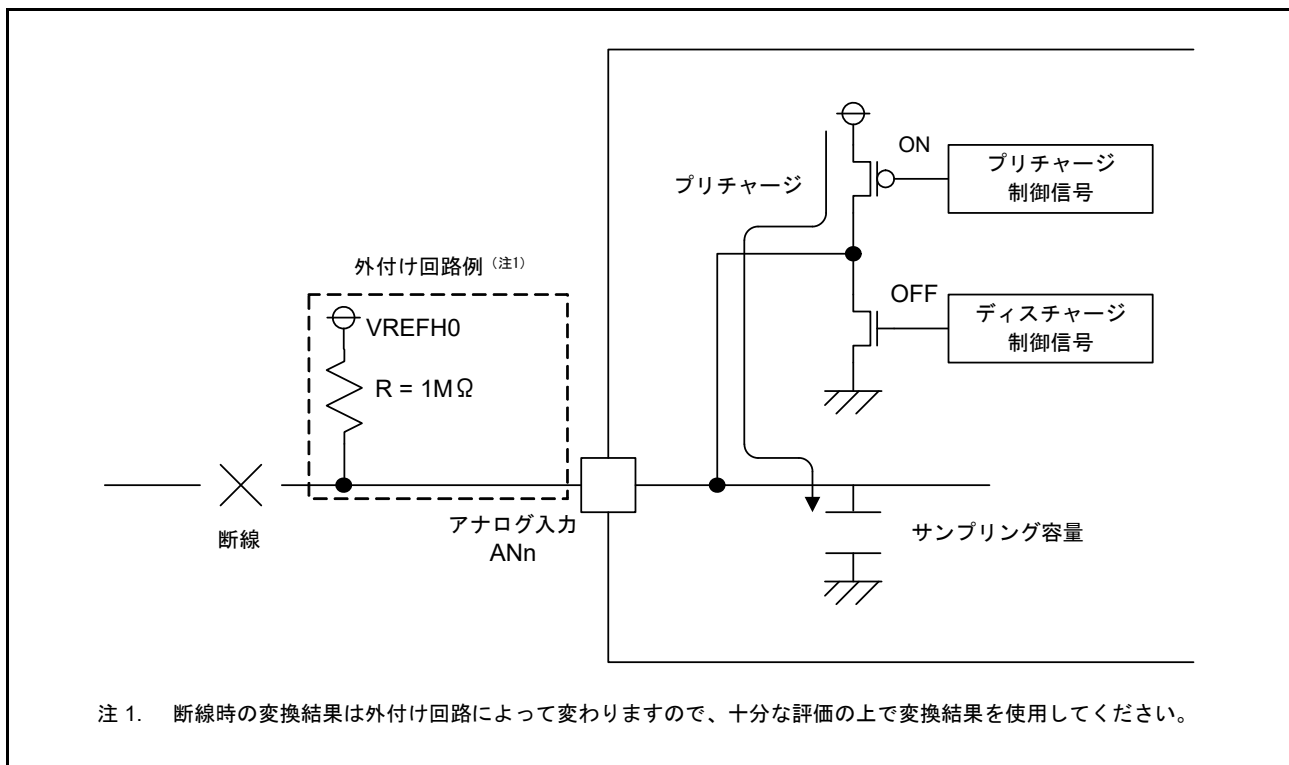 ON
プリチャージ
制御信号
プリチャージ
外付け回路例 (注1)
OFF
ディスチャージ
制御信号
VREFH0
R = 1MΩ
断線
アナログ入力
ANn
サンプリング容量
注 1. 断線時の変換結果は外付け回路によって変わりますので、十分な評価の上で変換結果を使用してください。